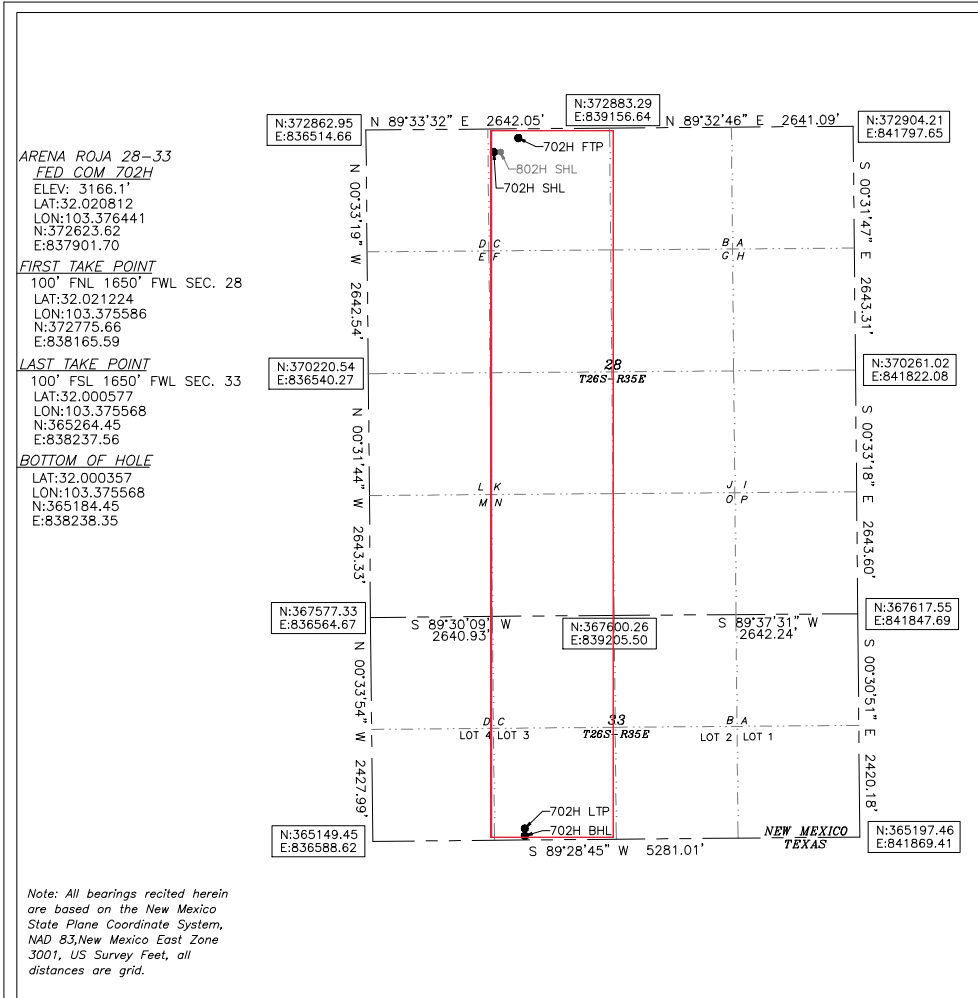 ARENA ROJA 28-33
FED COM 702H
ELEV: 3166.1'
LAT:32.020812
LON:103.376441
N:372623.62
E:837901.70
FIRST TAKE POINT
100' FNL 1650' FWL SEC. 28
LAT:32.021224
LON:103.375586
N:372775.66
E:838165.59
LAST TAKE POINT
100' FSL 1650' FWL SEC. 33
LAT:32.000577
LON:103.375568
N:365264.45
E:838237.56
BOTTOM OF HOLE
LAT:32.000357
LON:103.375568
N:365184.45
E:838238.35
N:372862.95
E:836514.66
N 89°33'32" E 2642.05'
N:372883.29
E:839156.64
N 89°32'46" E 2641.09'
N:372904.21
E:841797.65
702H FTP
802H SHL
702H SHL
N 00°33'19" W 2642.54'
S 00°31'47" E 2643.31'
D C
E F
B A
G H
N:370220.54
E:836540.27
28
T26S-R35E
N:370261.02
E:841822.08
N 00°31'44" W 2643.33'
S 00°33'18" E 2643.60'
L K
M N
J I
O P
N:367577.33
E:836564.67
S 89°30'09" W
2640.93'
N:367600.26
E:839205.50
S 89°37'31" W
2642.24'
N:367617.55
E:841847.69
N 00°33'54" W 2427.99'
S 00°30'51" E 2420.18'
D C
LOT 4 LOT 3
33
T26S-R35E
B A
LOT 2 LOT 1
702H LTP
702H BHL
N:365149.45
E:836588.62
S 89°28'45" W 5281.01'
NEW MEXICO
TEXAS
N:365197.46
E:841869.41
Note: All bearings recited herein
are based on the New Mexico
State Plane Coordinate System,
NAD 83,New Mexico East Zone
3001, US Survey Feet, all
distances are grid.